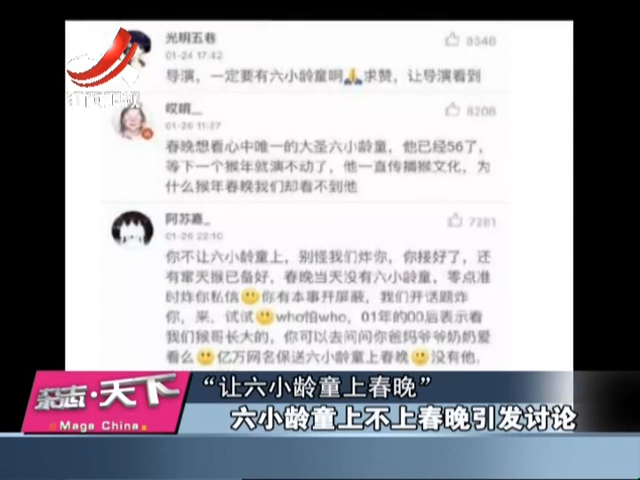 光明五巷
8348
01-24 17:42
导演，一定要有六小龄童啊🙏求赞，让导演看到
哎哨__
8208
01-26 11:27
春晚想看心中唯一的大圣六小龄童，他已经56了，
等下一个猴年就演不动了，他一直传播猴文化，为
什么猴年春晚我们却看不到他
阿苏嘉_
7281
01-26 22:10
你不让六小龄童上，别怪我们炸你，你接好了，还
有窜天猴已备好，春晚当天没有六小龄童，零点准
时炸你私信🙂你有本事开屏蔽，我们开话题炸
你，来，试试🙂who怕who，01年的00后表示看
我们猴哥长大的，你可以去问问你爸妈爷爷奶奶爱
看么🙂亿万网名保送六小龄童上春晚🙂没有他，
杂志·天下
Maga China
“让六小龄童上春晚”
六小龄童上不上春晚引发讨论